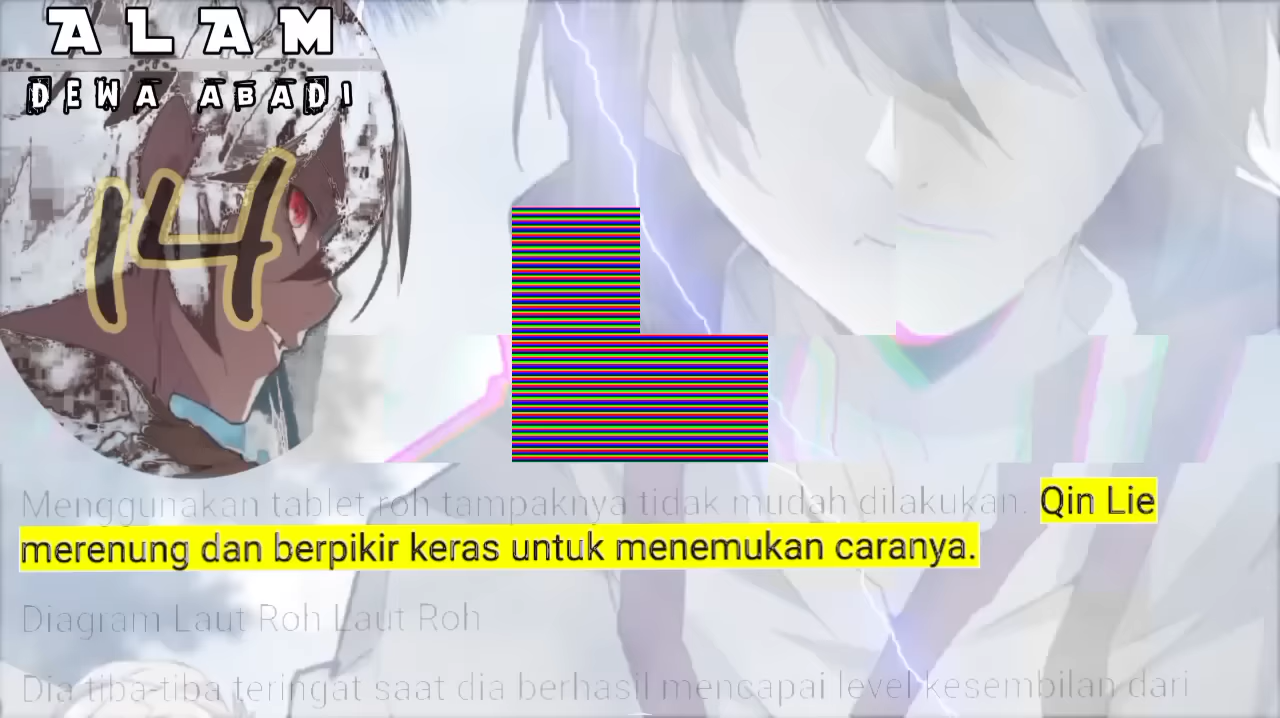 ALAM
DEWA ABADI
14
Menggunakan tablet roh tampaknya tidak mudah dilakukan. Qin Lie
merenung dan berpikir keras untuk menemukan caranya.
Diagram Laut Roh Laut Roh
Dia tiba-tiba teringat saat dia berhasil mencapai level kesembilan dari